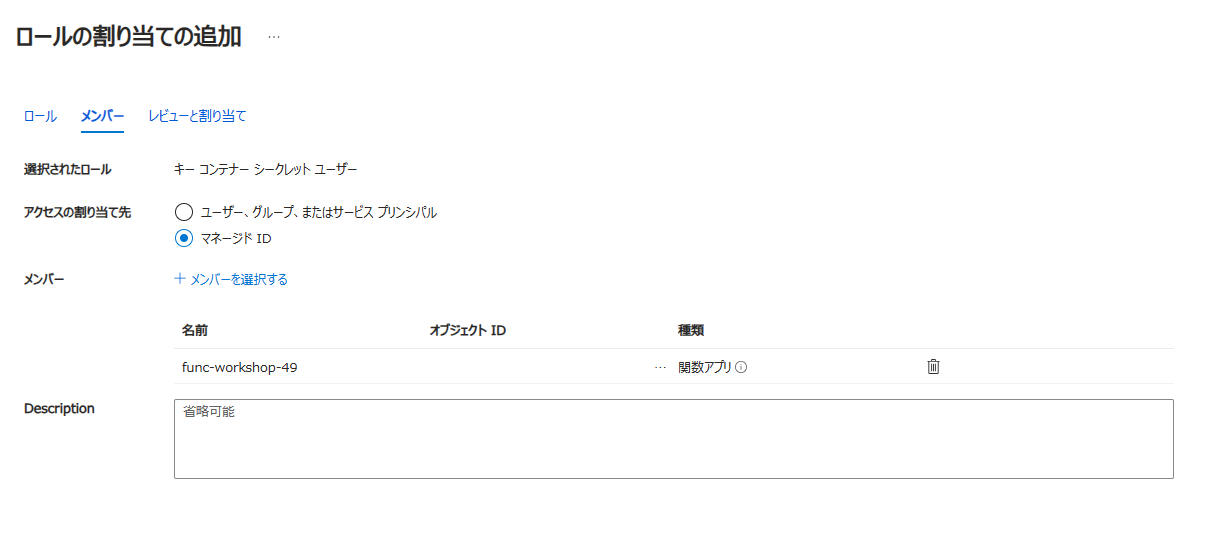 ロールの割り当ての追加 …
ロール メンバー レビューと割り当て
選択されたロール キー コンテナー シークレット ユーザー
アクセスの割り当て先 ユーザー、グループ、またはサービス プリンシパル
マネージド ID
メンバー + メンバーを選択する
名前 オブジェクト ID 種類
func-workshop-49 … 関数アプリ
Description 省略可能